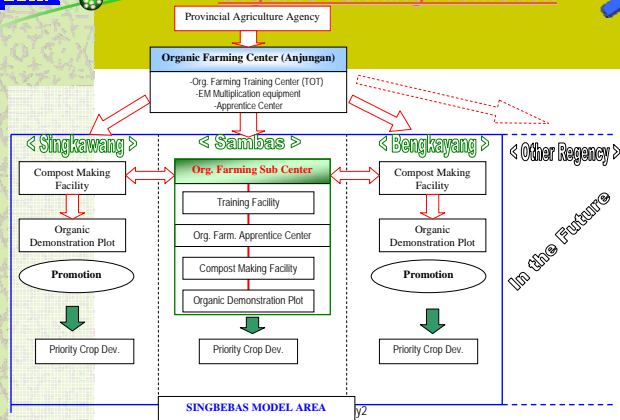 Provincial Agriculture Agency
Organic Farming Center (Anjungan)
-Org. Farming Training Center (TOT)
-EM Multiplication equipment
-Apprentice Center
< Singkawang >
< Sambas >
< Bengkayang >
< Other Regency >
Compost Making
Facility
Org. Farming Sub Center
Compost Making
Facility
Training Facility
Organic
Demonstration Plot
Org. Farm. Apprentice Center
Organic
Demonstration Plot
In the Future
Promotion
Compost Making Facility
Promotion
Organic Demonstration Plot
Priority Crop Dev.
Priority Crop Dev.
Priority Crop Dev.
SINGBEBAS MODEL AREA
y2